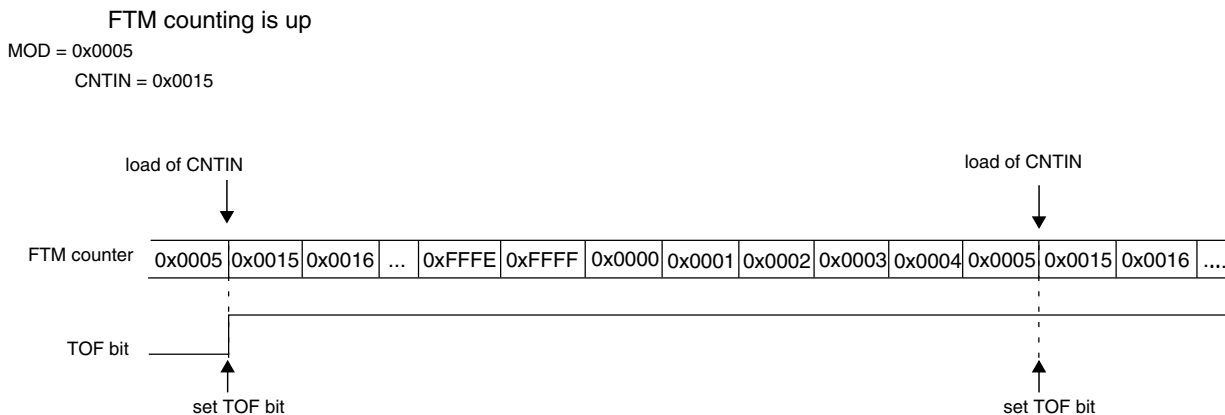 FTM counting is up
MOD = 0x0005
CNTIN = 0x0015
load of CNTIN load of CNTIN
FTM counter 0x0005 0x0015 0x0016 ... 0xFFFE 0xFFFF 0x0000 0x0001 0x0002 0x0003 0x0004 0x0005 0x0015 0x0016 ....
TOF bit
set TOF bit set TOF bit